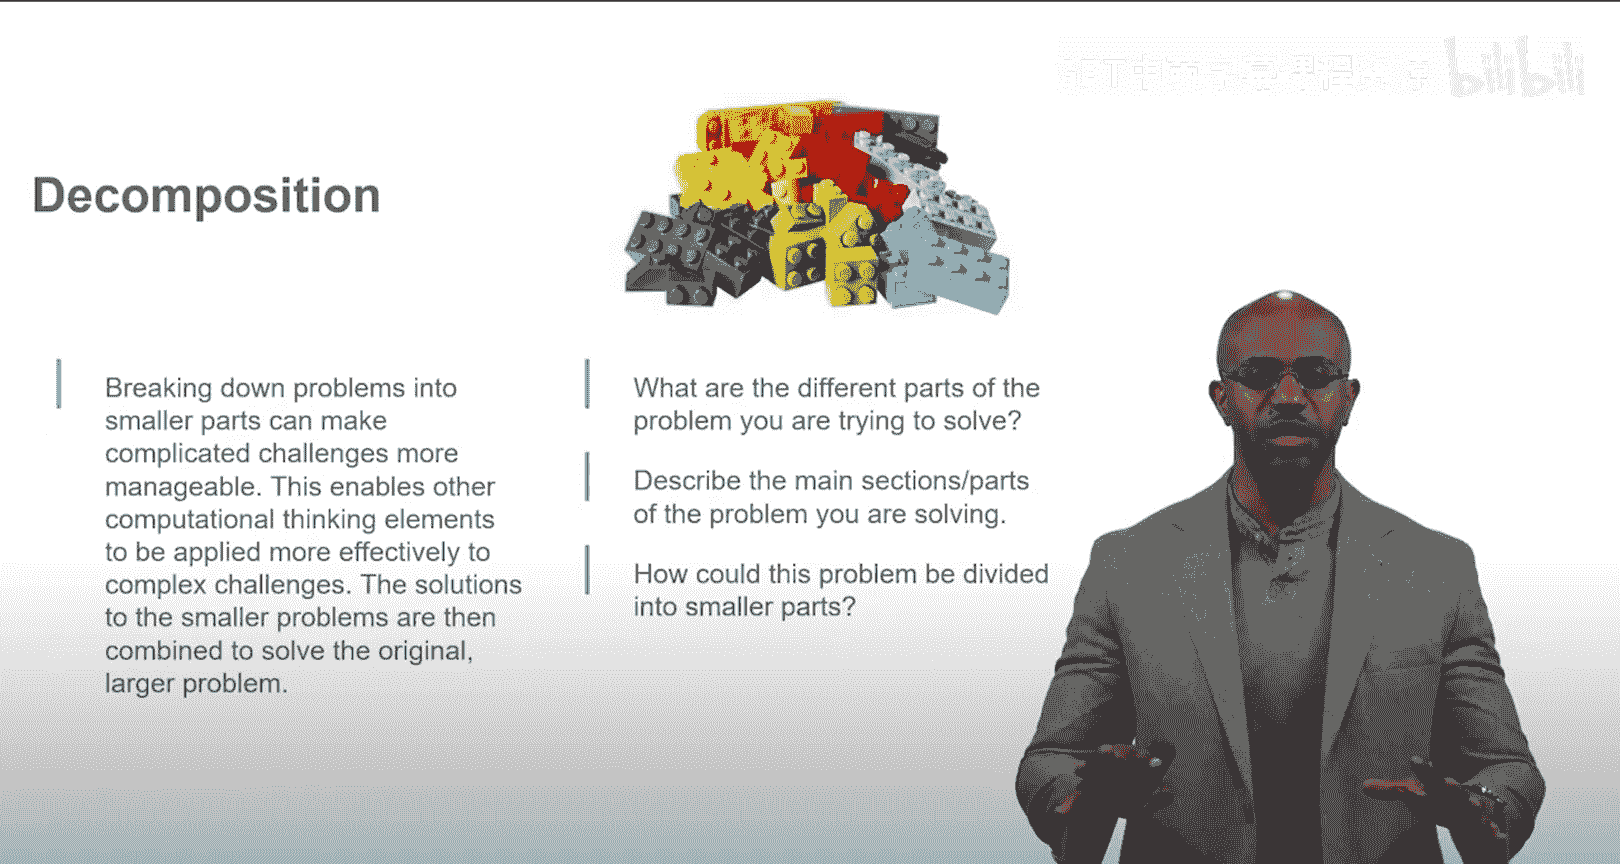 Decomposition
Breaking down problems into
smaller parts can make
complicated challenges more
manageable. This enables other
computational thinking elements
to be applied more effectively to
complex challenges. The solutions
to the smaller problems are then
combined to solve the original,
larger problem.
What are the different parts of the
problem you are trying to solve?
Describe the main sections/parts
of the problem you are solving.
How could this problem be divided
into smaller parts?
bilibili